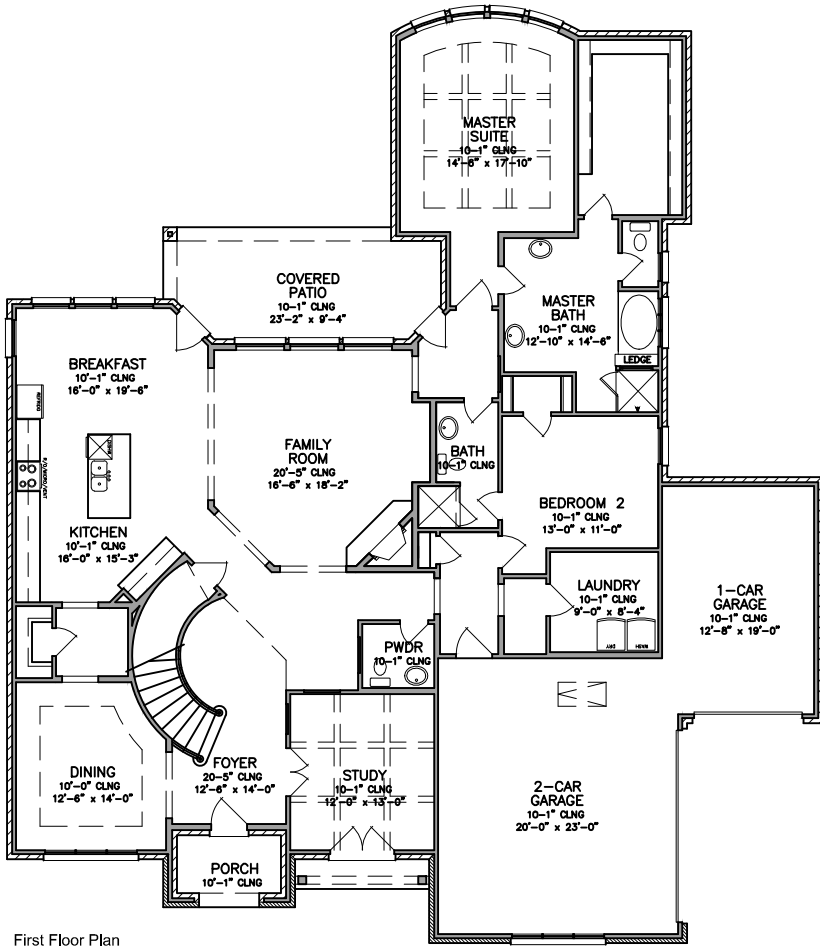 MASTER
SUITE
10-1" CLNG
14'-6" x 17'-10"
COVERED
PATIO
10-1" CLNG
23'-2" x 9'-4"
MASTER
BATH
10-1" CLNG
12'-10" x 14'-6"
LEDGE
BREAKFAST
10'-1" CLNG
16'-0" x 19'-6"
FAMILY
ROOM
20'-5" CLNG
16'-6" x 18'-2"
BATH
10-1" CLNG
BEDROOM 2
10-1" CLNG
13'-0" x 11'-0"
KITCHEN
10'-1" CLNG
16'-0" x 15'-3"
LAUNDRY
10-1" CLNG
9'-0" x 8'-4"
DRY
WASH
1-CAR
GARAGE
10-1" CLNG
12'-8" x 19'-0"
PWDR
10-1" CLNG
DINING
10'-0" CLNG
12'-6" x 14'-0"
FOYER
20-5" CLNG
12'-6" x 14'-0"
STUDY
10-1" CLNG
12'-0" x 13'-0"
2-CAR
GARAGE
10-1" CLNG
20'-0" x 23'-0"
PORCH
10'-1" CLNG
First Floor Plan